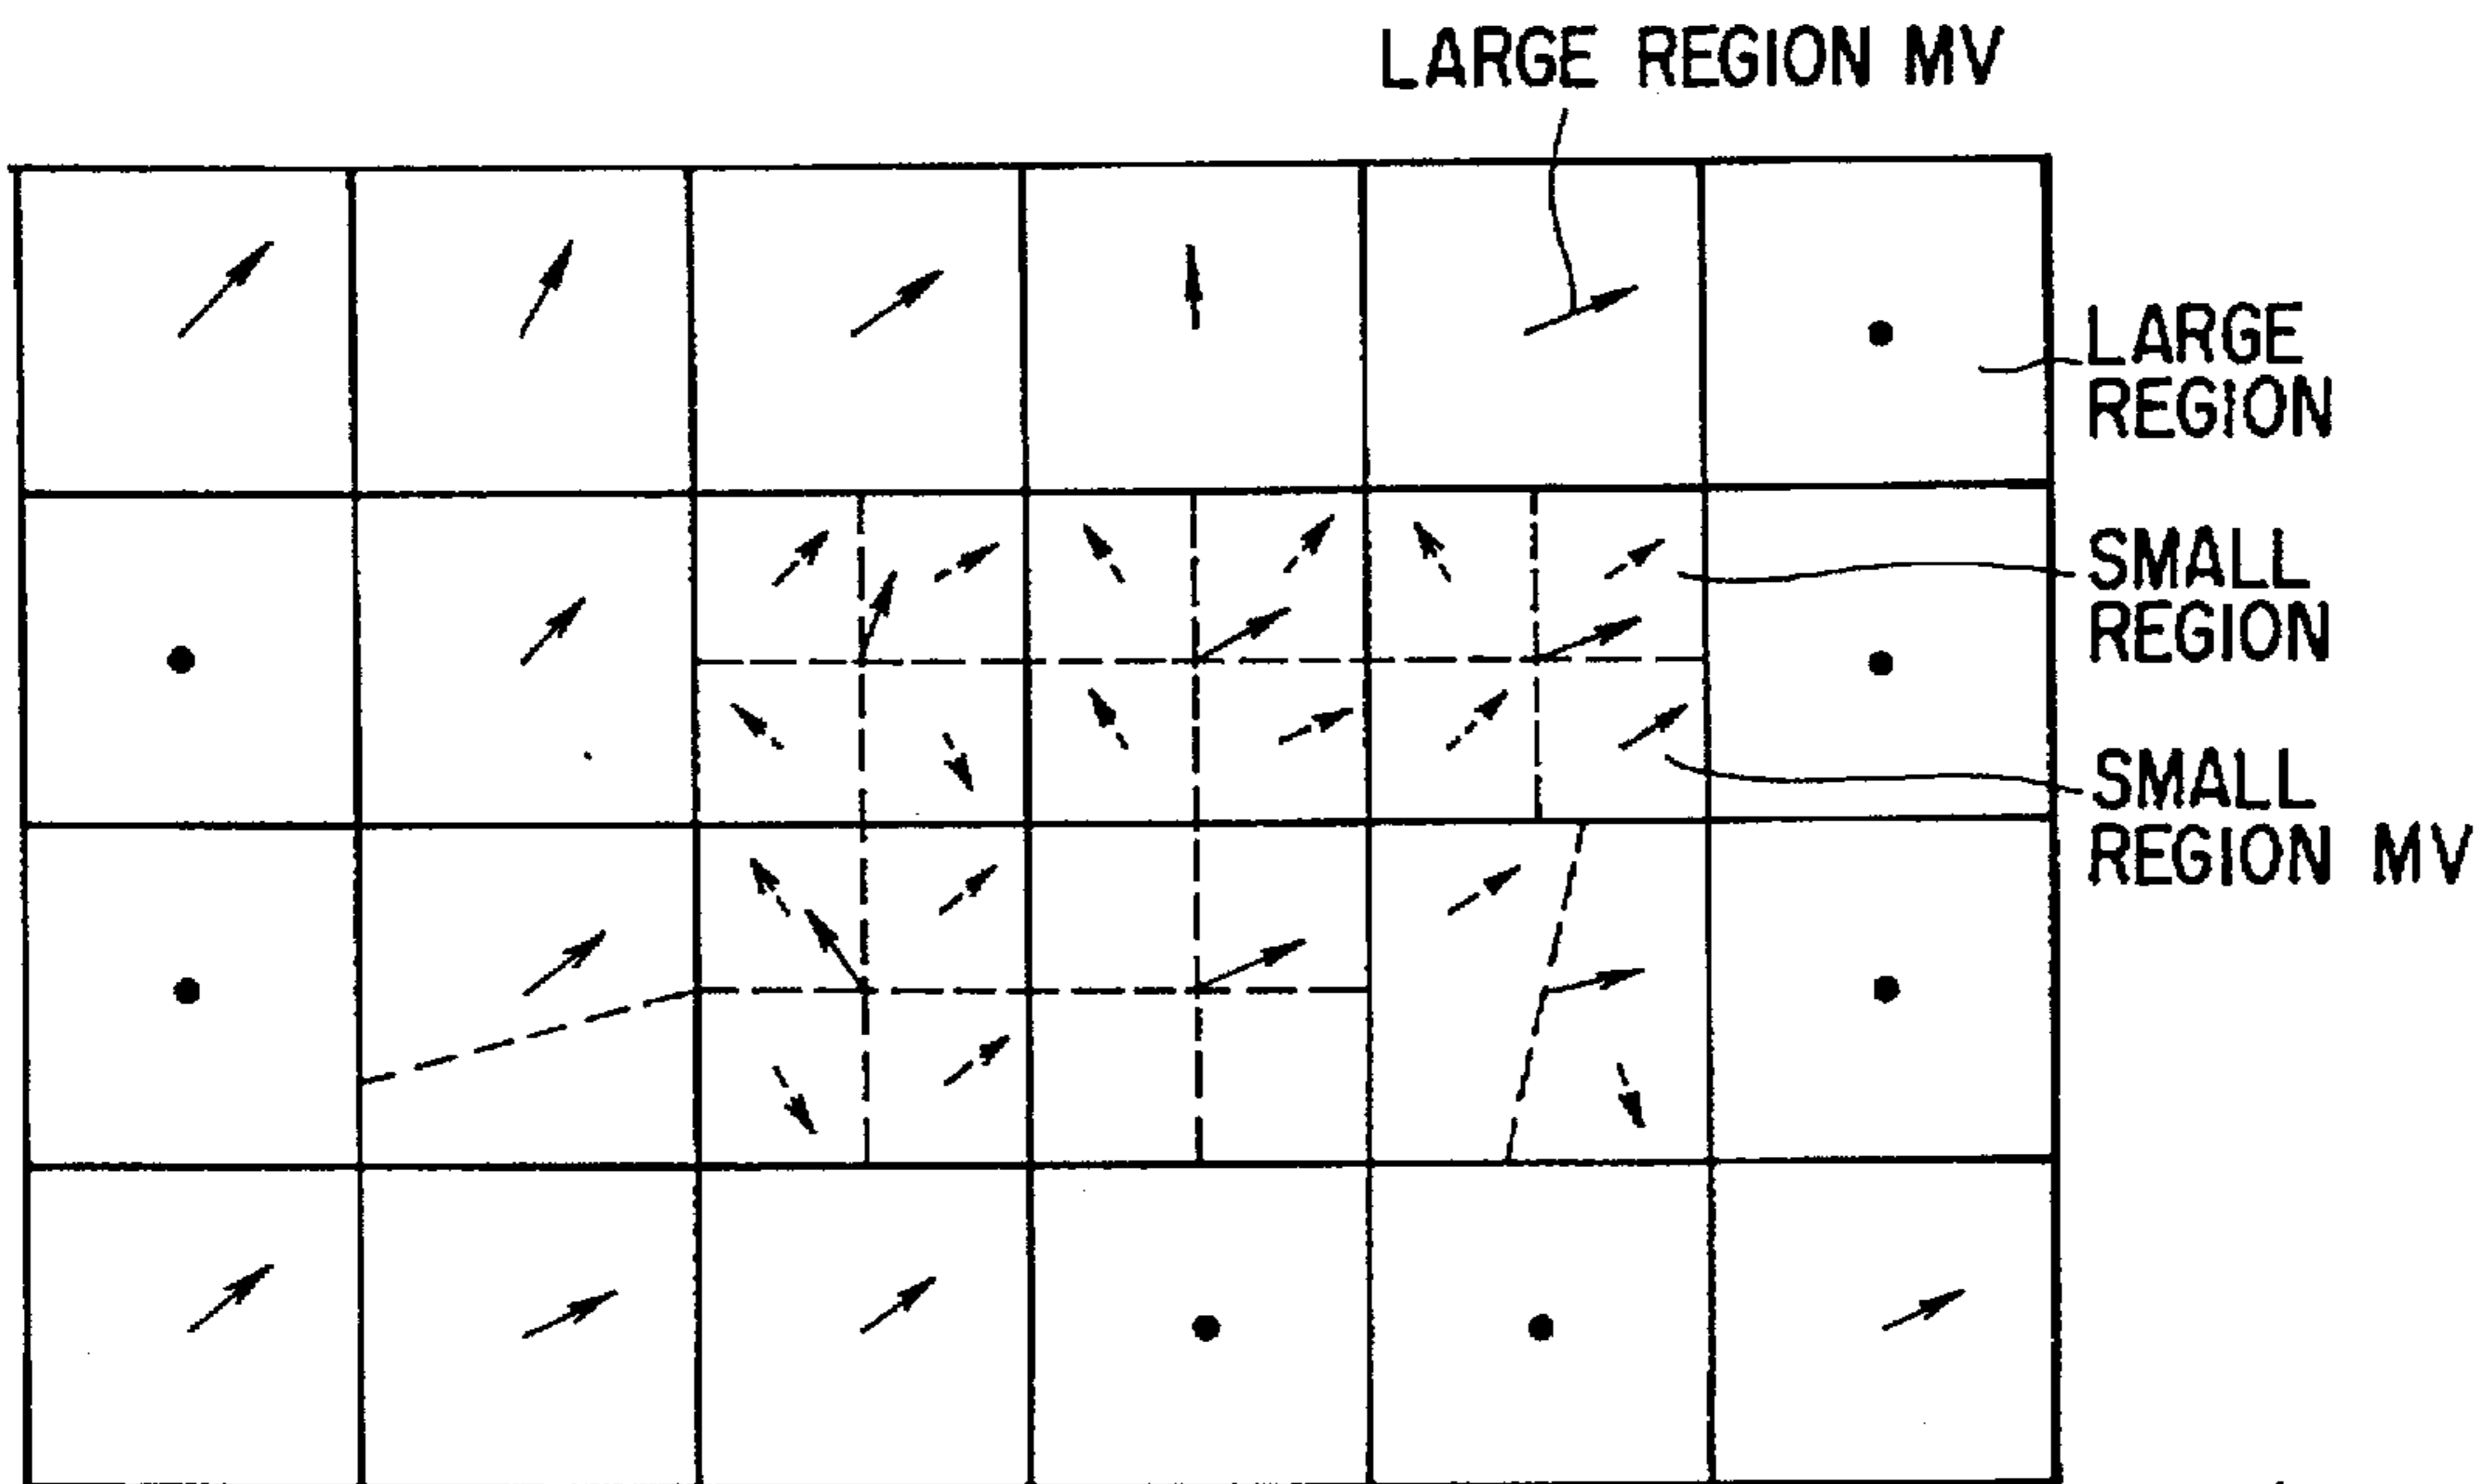 LARGE REGION MV
LARGE
REGION
SMALL
REGION
SMALL
REGION MV